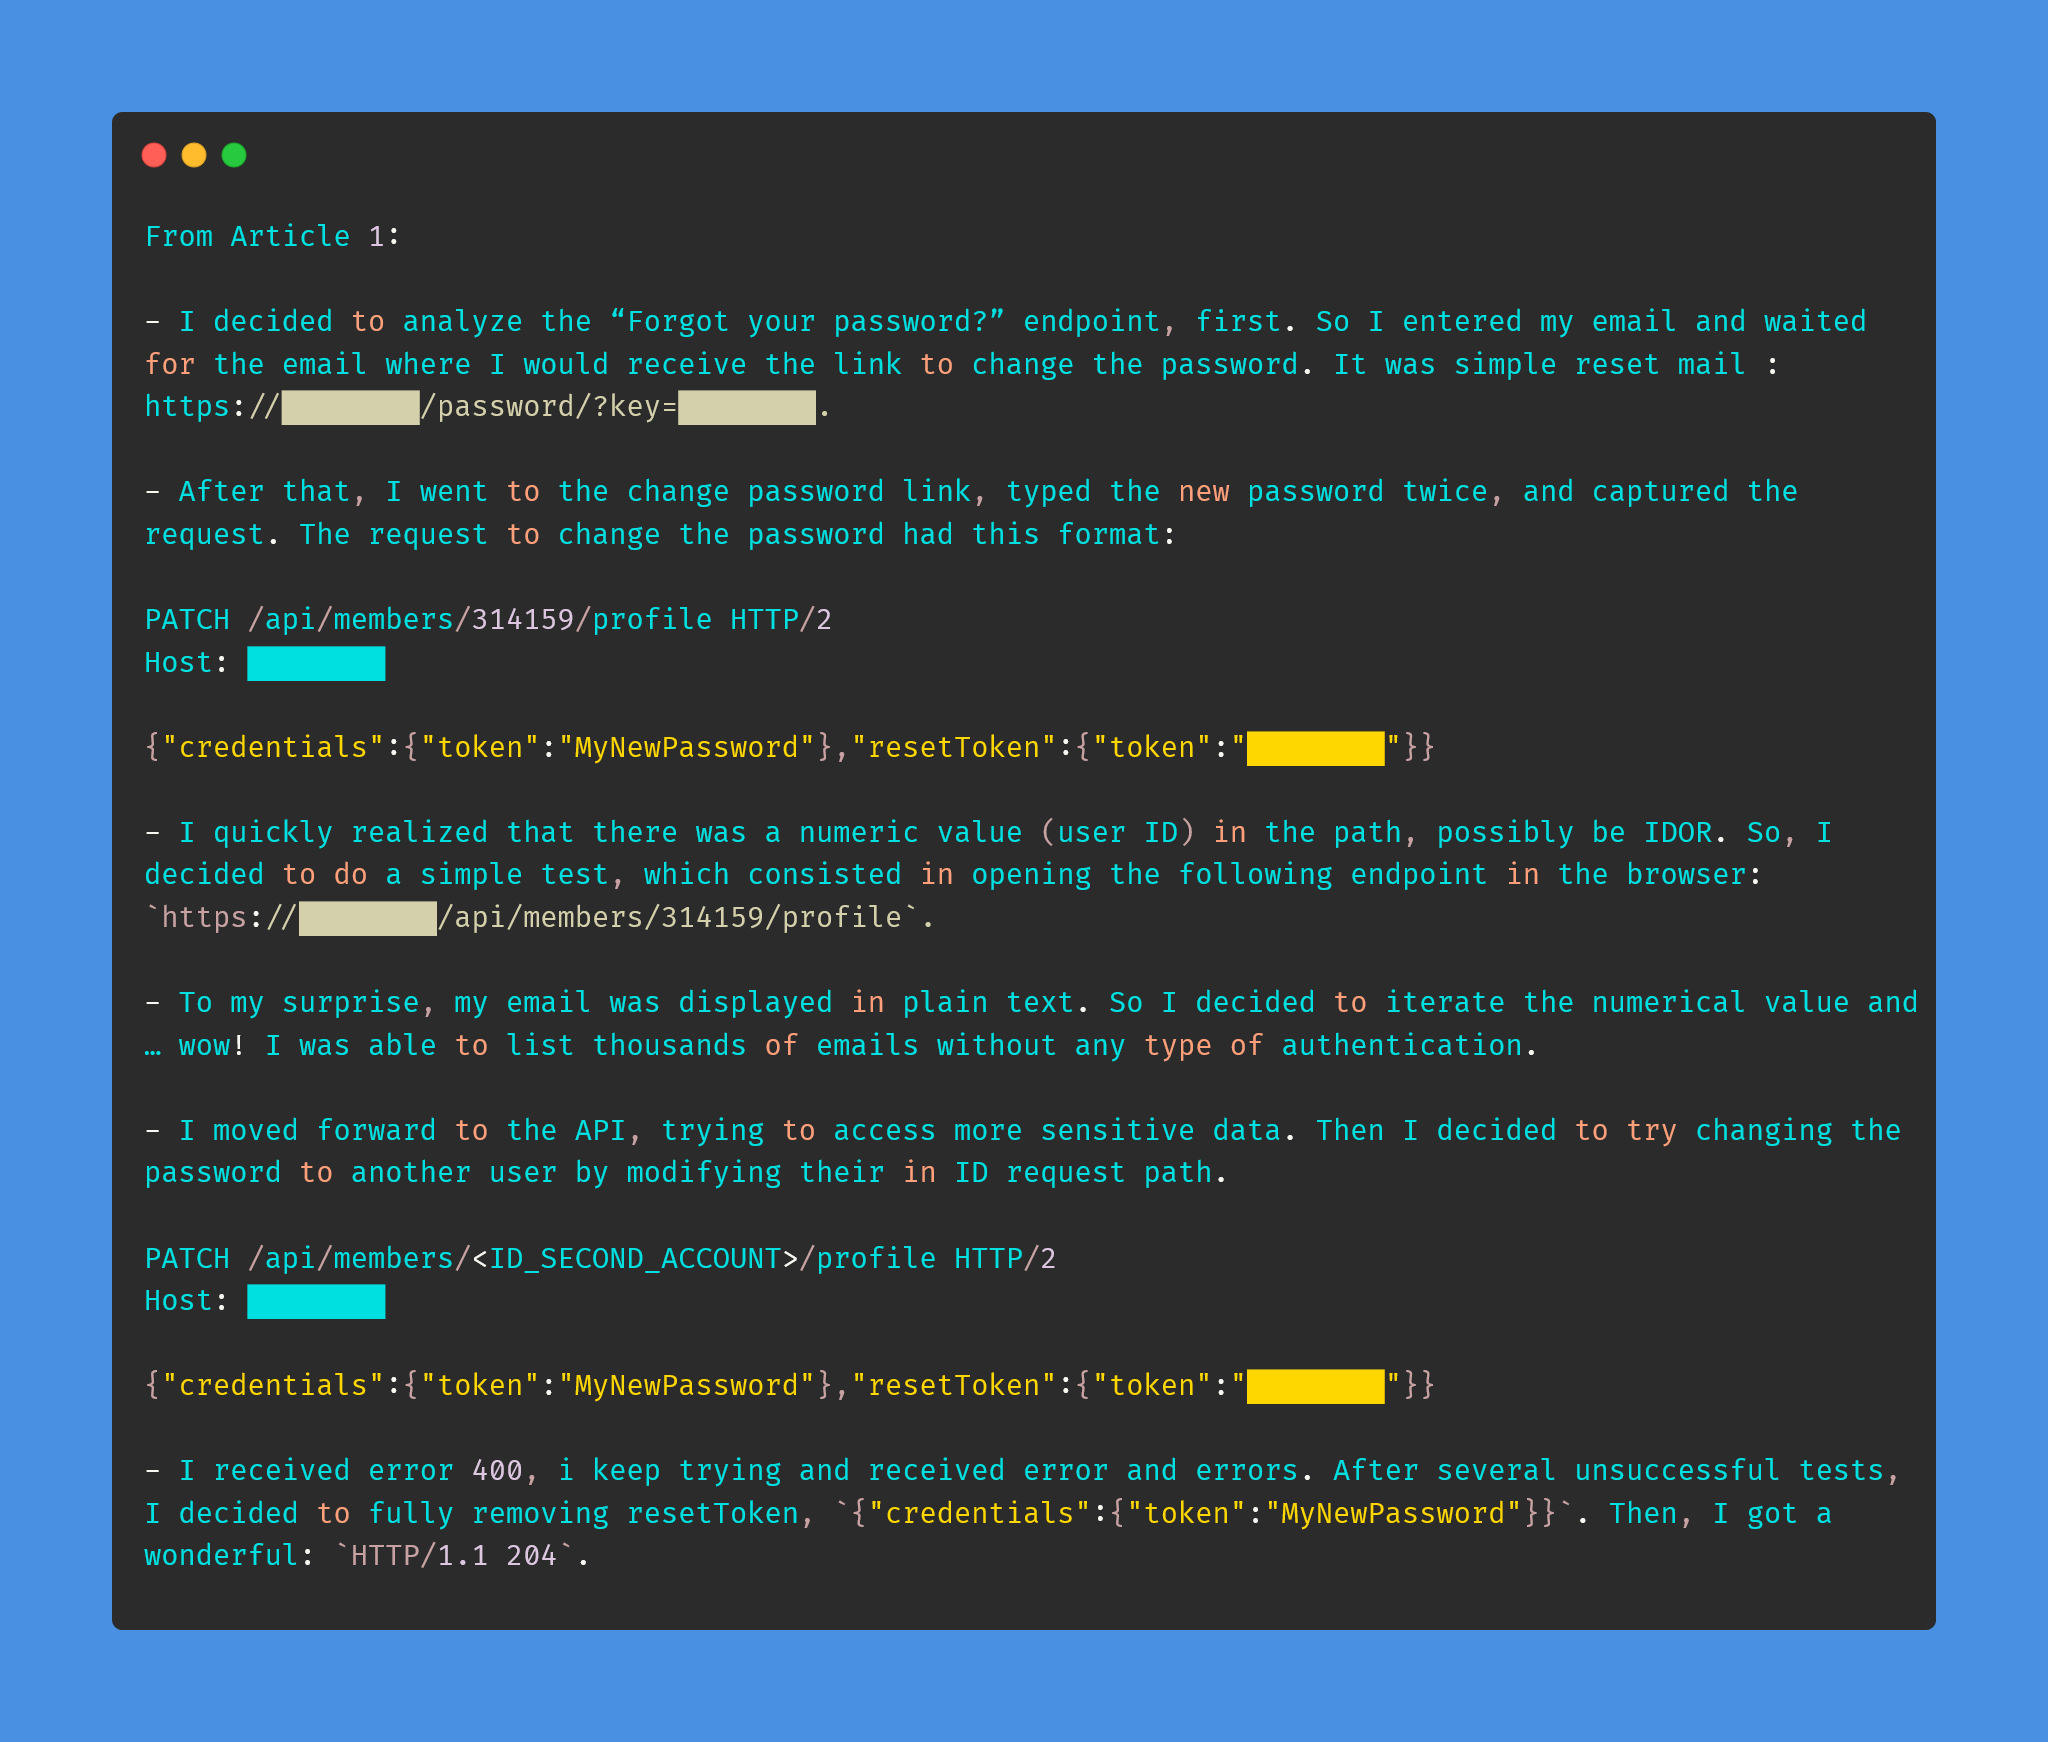 From Article 1:
- I decided to analyze the “Forgot your password?” endpoint, first. So I entered my email and waited
for the email where I would receive the link to change the password. It was simple reset mail :
https://████████/password/?key=████████.
- After that, I went to the change password link, typed the new password twice, and captured the
request. The request to change the password had this format:
PATCH /api/members/314159/profile HTTP/2
Host: ████████
{"credentials":{"token":"MyNewPassword"},"resetToken":{"token":"████████"}}
- I quickly realized that there was a numeric value (user ID) in the path, possibly be IDOR. So, I
decided to do a simple test, which consisted in opening the following endpoint in the browser:
`https://████████/api/members/314159/profile`.
- To my surprise, my email was displayed in plain text. So I decided to iterate the numerical value and
… wow! I was able to list thousands of emails without any type of authentication.
- I moved forward to the API, trying to access more sensitive data. Then I decided to try changing the
password to another user by modifying their in ID request path.
PATCH /api/members/<ID_SECOND_ACCOUNT>/profile HTTP/2
Host: ████████
{"credentials":{"token":"MyNewPassword"},"resetToken":{"token":"████████"}}
- I received error 400, i keep trying and received error and errors. After several unsuccessful tests,
I decided to fully removing resetToken, `{"credentials":{"token":"MyNewPassword"}}`. Then, I got a
wonderful: `HTTP/1.1 204`.